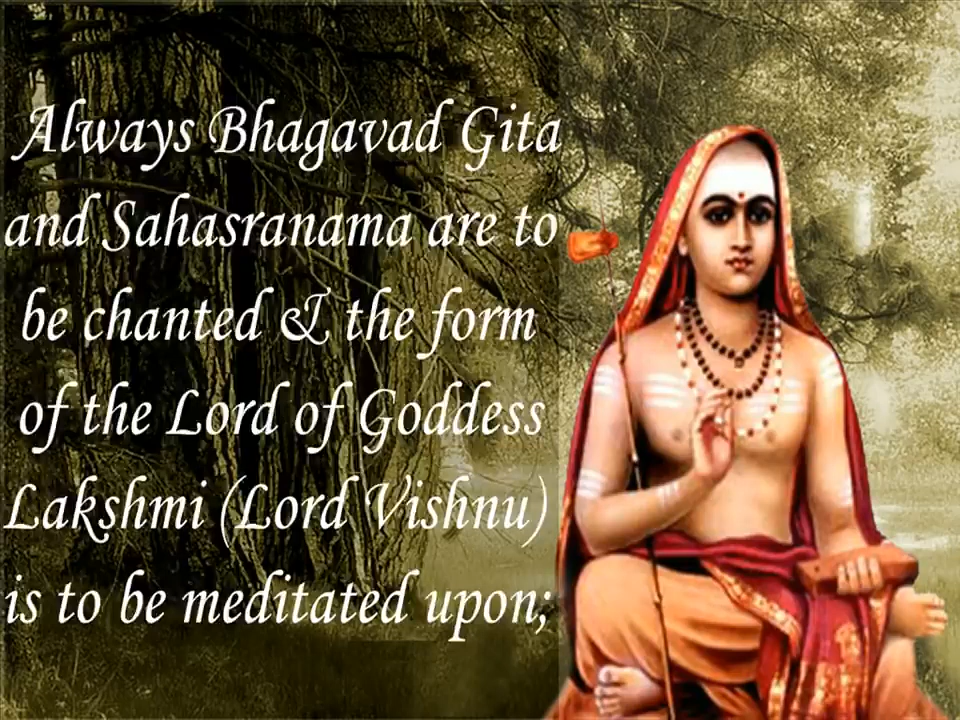 Always Bhagavad Gita
and Sahasranama are to
be chanted & the form
of the Lord of Goddess
Lakshmi (Lord Vishnu)
is to be meditated upon;